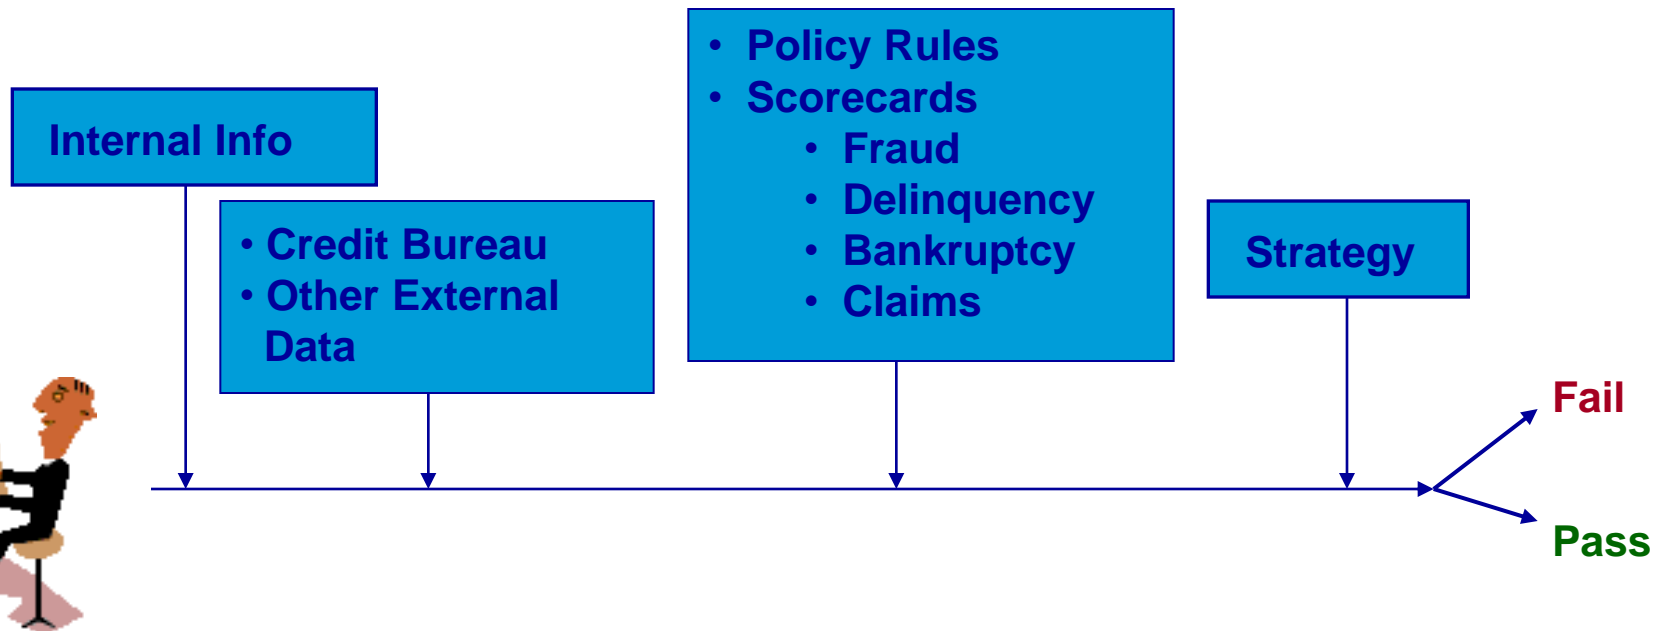 Internal Info
• Credit Bureau
• Other External
Data
• Policy Rules
• Scorecards
• Fraud
• Delinquency
• Bankruptcy
• Claims
Strategy
Fail
Pass